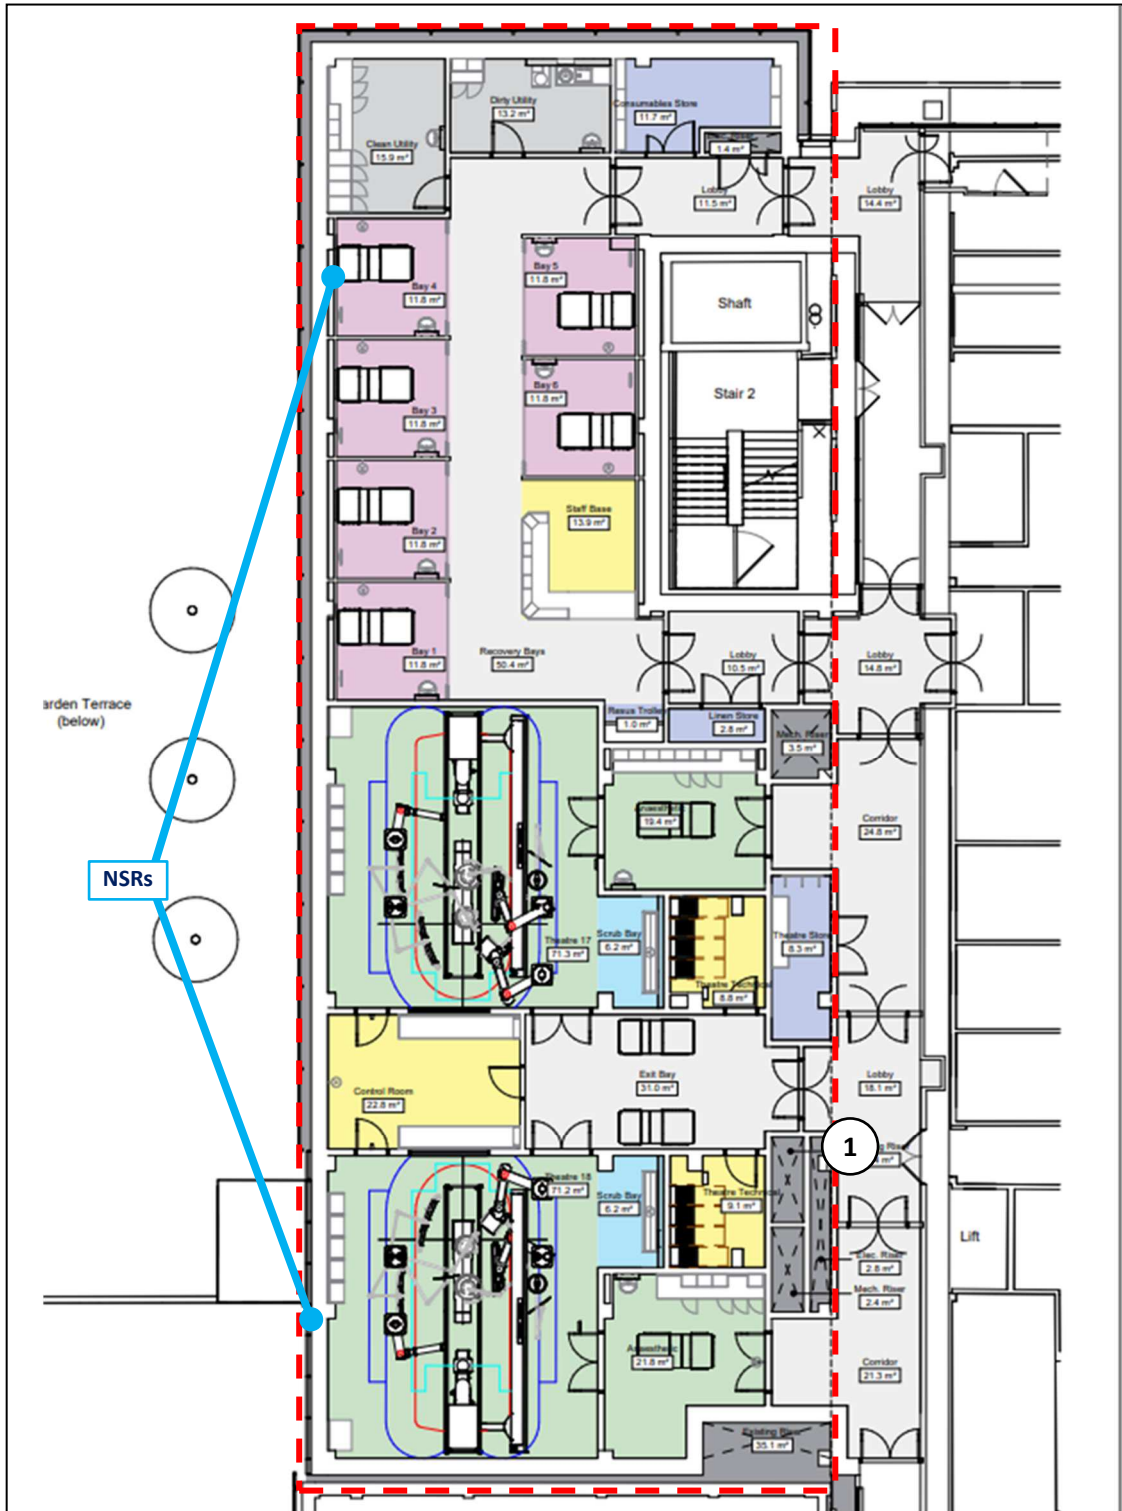 Dirty Utility
13.2 m²
Consumables Store
11.7 m²
Clean Utility
15.9 m²
1.4 m²
Lobby
11.5 m²
Lobby
14.4 m²
Bay 4
11.8 m²
Bay 5
11.8 m²
Shaft
Bay 3
11.8 m²
Bay 6
11.8 m²
Stair 2
Bay 2
11.8 m²
Staff Base
13.9 m²
Bay 1
11.8 m²
Recovery Bays
50.4 m²
Lobby
10.5 m²
Lobby
14.8 m²
arden Terrace
(below)
Resus Trolley
1.0 m²
Linen Store
2.8 m²
Mech. Riser
3.5 m²
Anaesthetic
19.4 m²
Corridor
24.8 m²
NSRs
Theatre 17
71.3 m²
Scrub Bay
6.2 m²
Theatre Technical
8.8 m²
Theatre Store
8.3 m²
Control Room
22.8 m²
Exit Bay
31.0 m²
Lobby
18.1 m²
1
Theatre 18
71.2 m²
Scrub Bay
6.2 m²
Theatre Technical
9.1 m²
Lift
Elec. Riser
2.8 m²
Mech. Riser
2.4 m²
Anaesthetic
21.8 m²
Corridor
21.3 m²
Existing Riser
35.1 m²